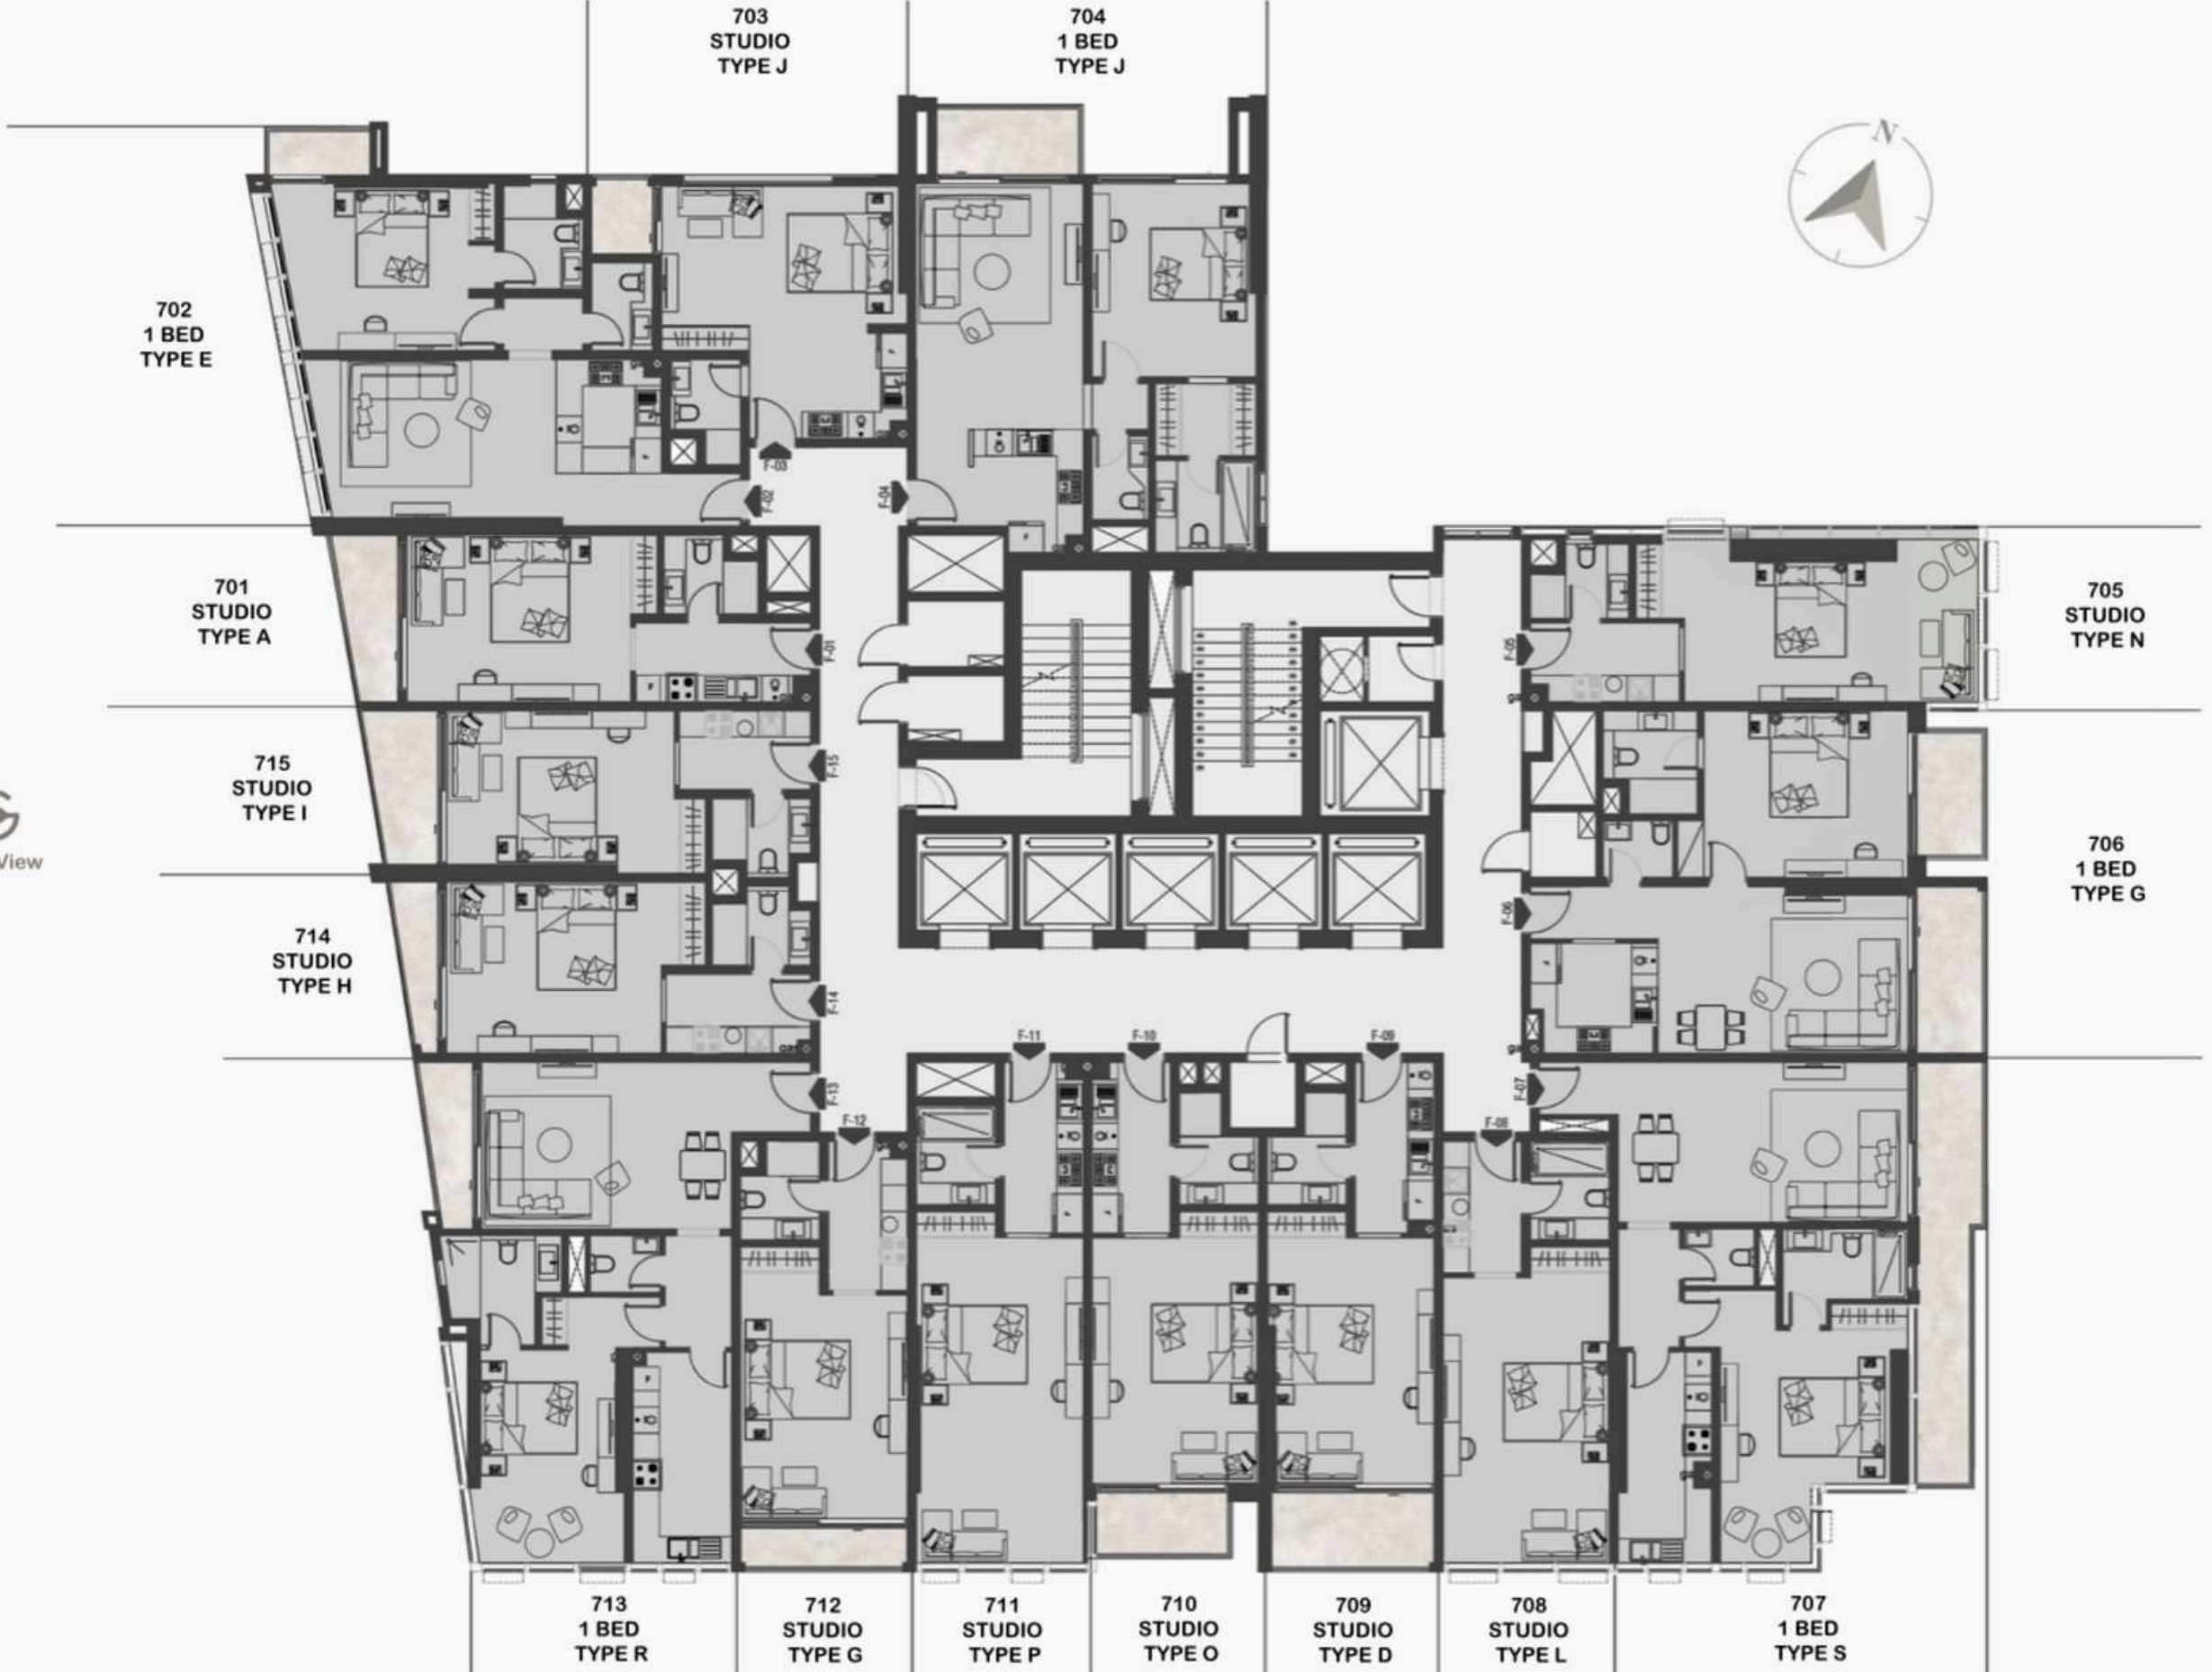 703
STUDIO
TYPE J
704
1 BED
TYPE J
N
702
1 BED
TYPE E
F-03
F-02
F-04
701
STUDIO
TYPE A
F-01
F-05
705
STUDIO
TYPE N
715
STUDIO
TYPE I
F-15
View
706
1 BED
TYPE G
F-06
714
STUDIO
TYPE H
F-14
F-11
F-10
F-09
F-13
F-12
F-08
F-07
713
1 BED
TYPE R
712
STUDIO
TYPE G
711
STUDIO
TYPE P
710
STUDIO
TYPE O
709
STUDIO
TYPE D
708
STUDIO
TYPE L
707
1 BED
TYPE S